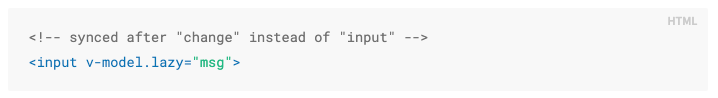 HTML
<!-- synced after "change" instead of "input" -->
<input v-model.lazy="msg">